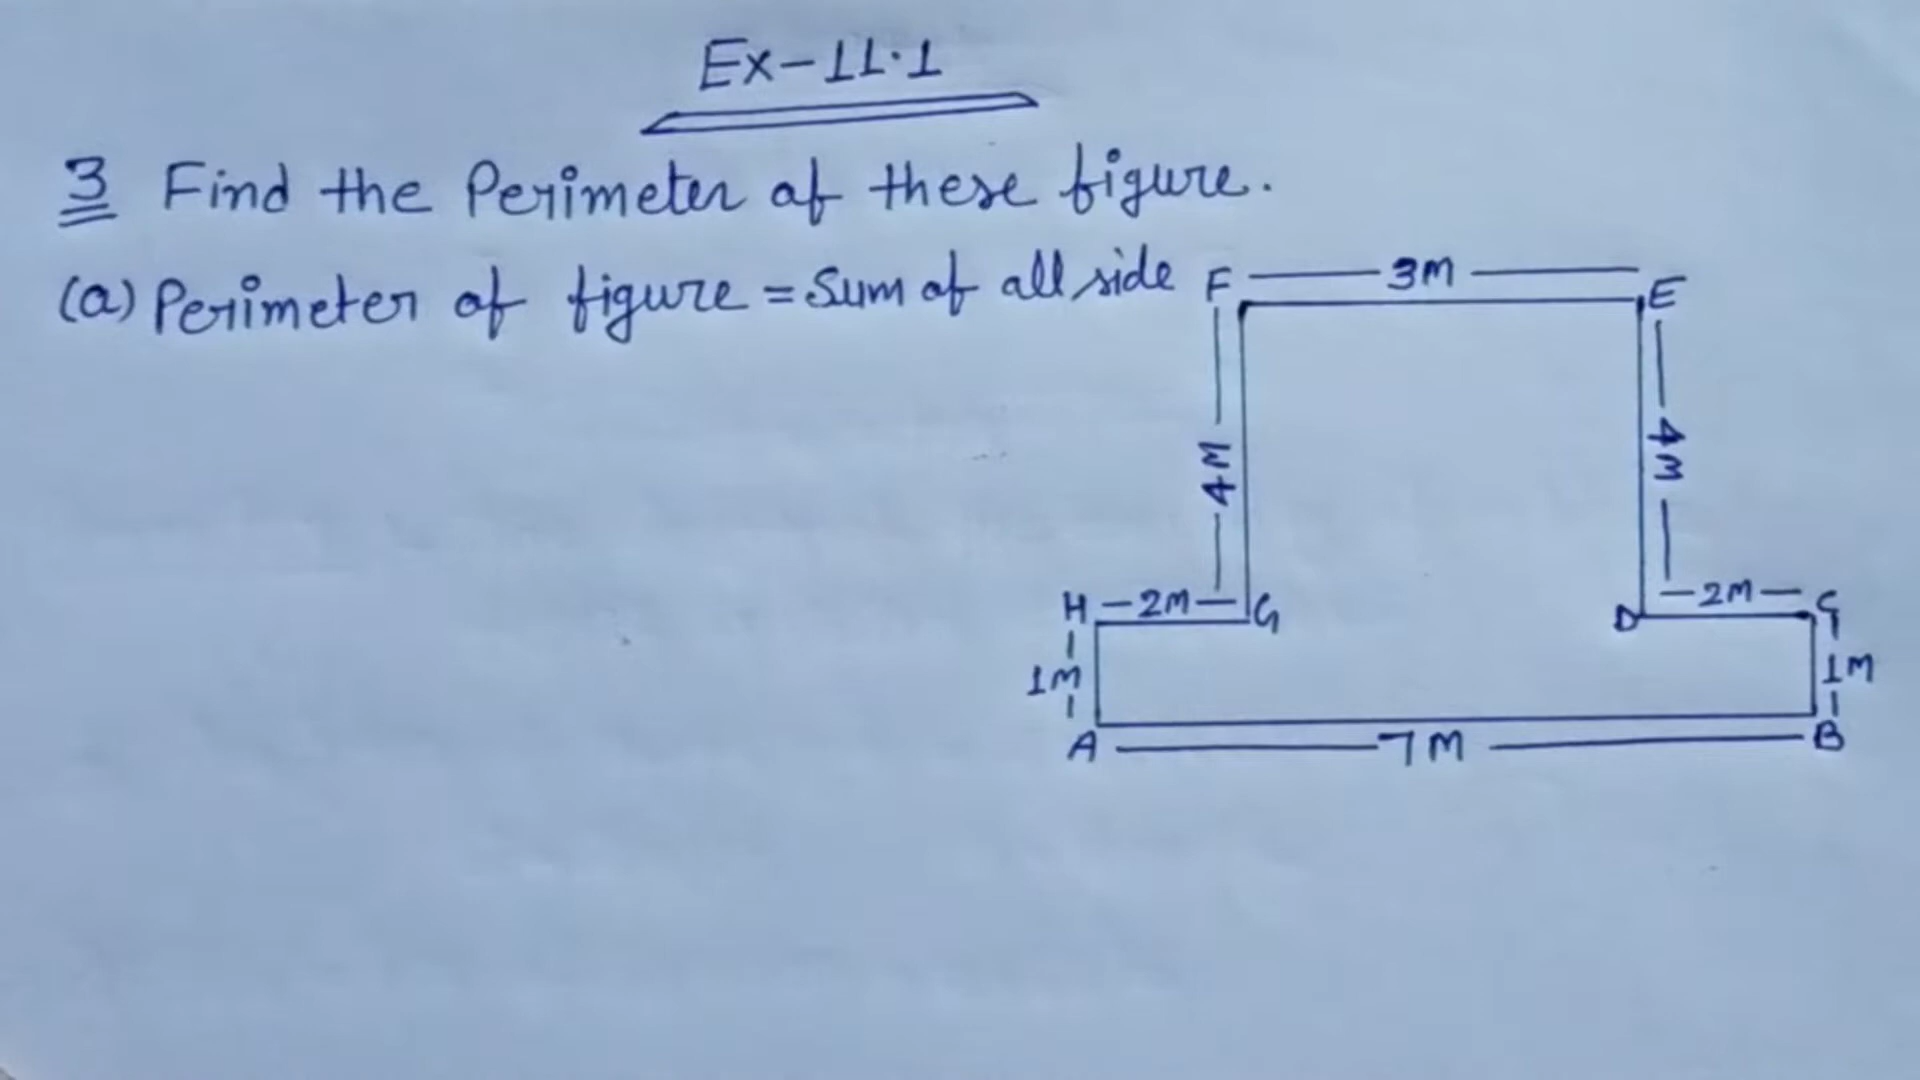 Ex-11.1
3 Find the Perimeter of these figure.
(a) Perimeter of figure = Sum of all side
F 3M E
4M
4M
H 2M G
D 2M C
1M
1M
A 7M B